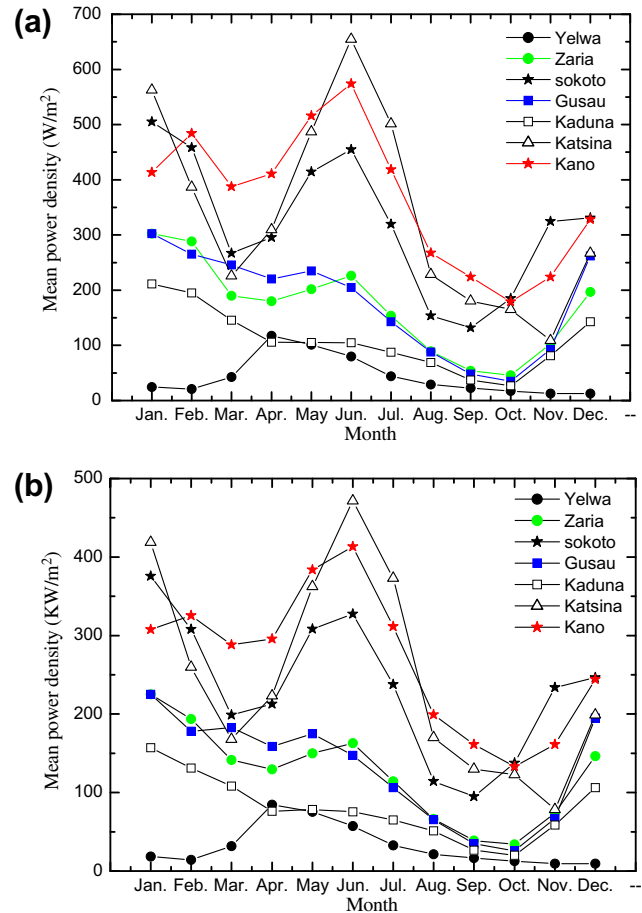 (a)
Mean power density (W/m²)
700
600
500
400
300
200
100
0
Yelwa
Zaria
sokoto
Gusau
Kaduna
Katsina
Kano
Jan. Feb. Mar. Apr. May Jun. Jul. Aug. Sep. Oct. Nov. Dec. --
Month
(b)
Mean power density (KW/m²)
500
400
300
200
100
0
Yelwa
Zaria
sokoto
Gusau
Kaduna
Katsina
Kano
Jan. Feb. Mar. Apr. May Jun. Jul. Aug. Sep. Oct. Nov. Dec. --
Month